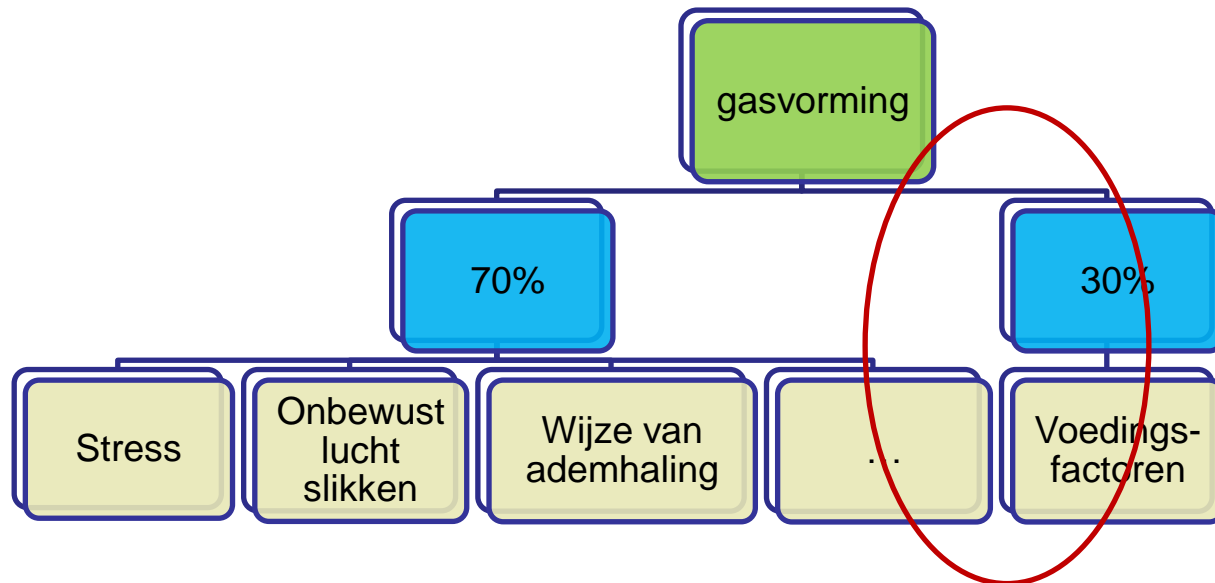 gasvorming
70%
30%
Stress
Onbewust
lucht
slikken
Wijze van
ademhaling
…
Voedings-
factoren